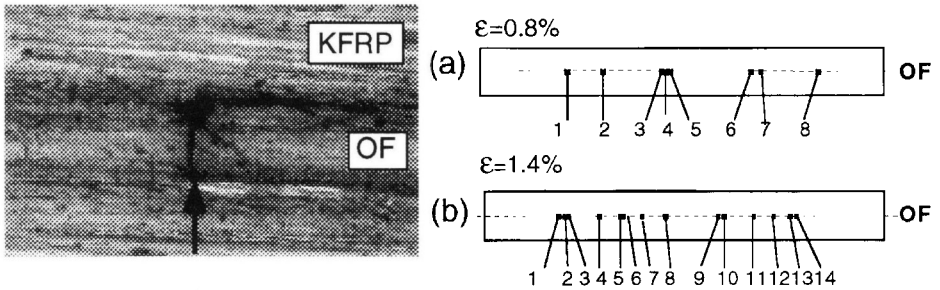 KFRP
OF
ε=0.8%
(a)
OF
1 2 3 4 5 6 7 8
ε=1.4%
(b)
OF
1 2 3 4 5 6 7 8 9 10 11 12 13 14